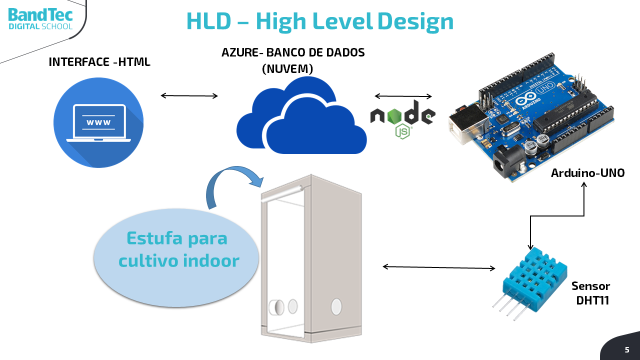 BandTec
DIGITAL SCHOOL
HLD – High Level Design
INTERFACE -HTML
AZURE- BANCO DE DADOS
(NUVEM)
www
node
JS
UNO
Arduino-UNO
Estufa para
cultivo indoor
Sensor
DHT11
5